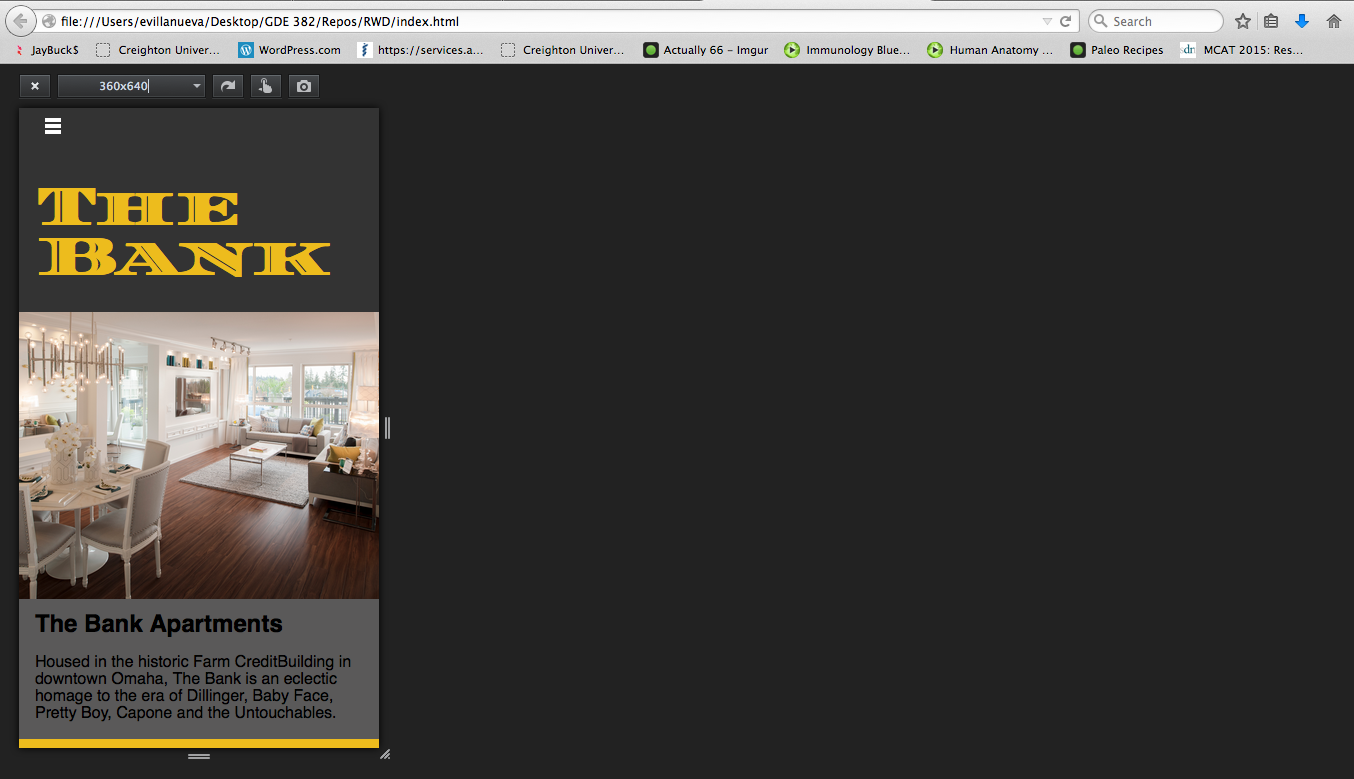 file:///Users/evillanueva/Desktop/GDE 382/Repos/RWD/index.html
Search
JayBuck$
Creighton Univer...
WordPress.com
https://services.a...
Creighton Univer...
Actually 66 - Imgur
Immunology Blue...
Human Anatomy ...
Paleo Recipes
dr
MCAT 2015: Res...
360x640
The
Bank
The Bank Apartments
Housed in the historic Farm CreditBuilding in
downtown Omaha, The Bank is an eclectic
homage to the era of Dillinger, Baby Face,
Pretty Boy, Capone and the Untouchables.